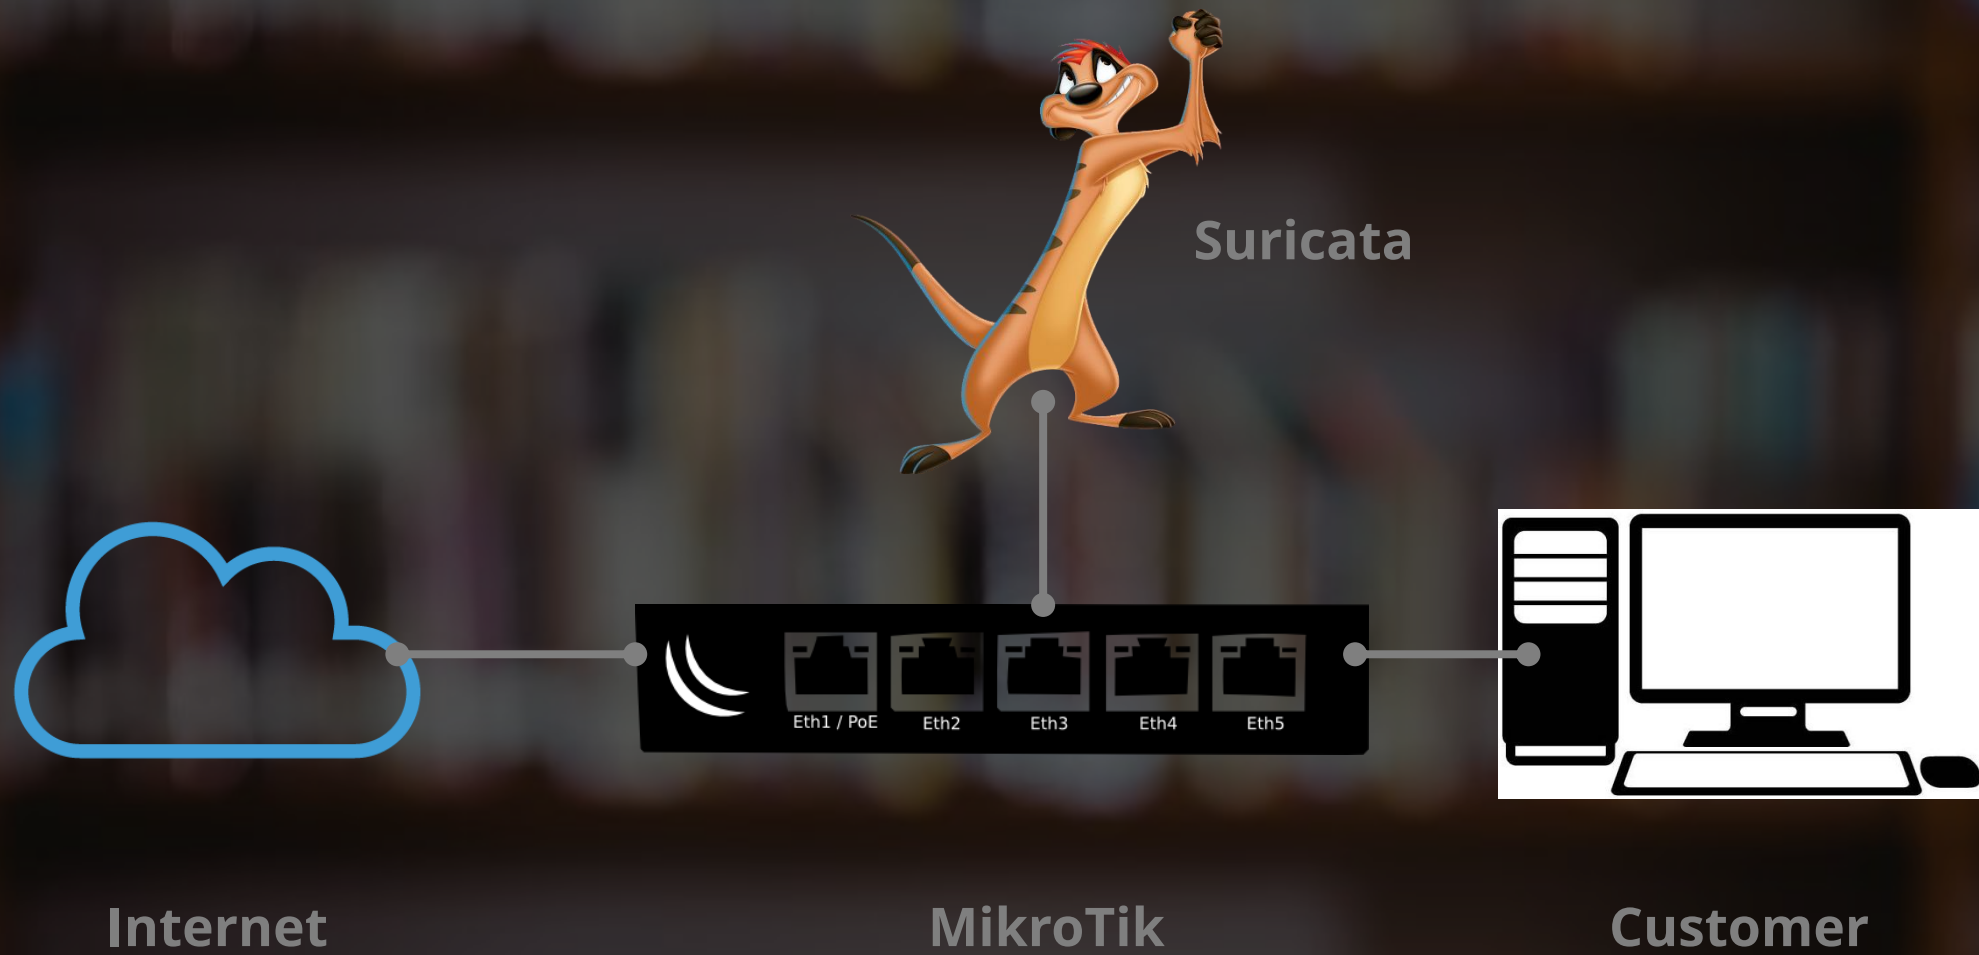 Suricata
Eth1 / PoE
Eth2
Eth3
Eth4
Eth5
Internet
MikroTik
Customer